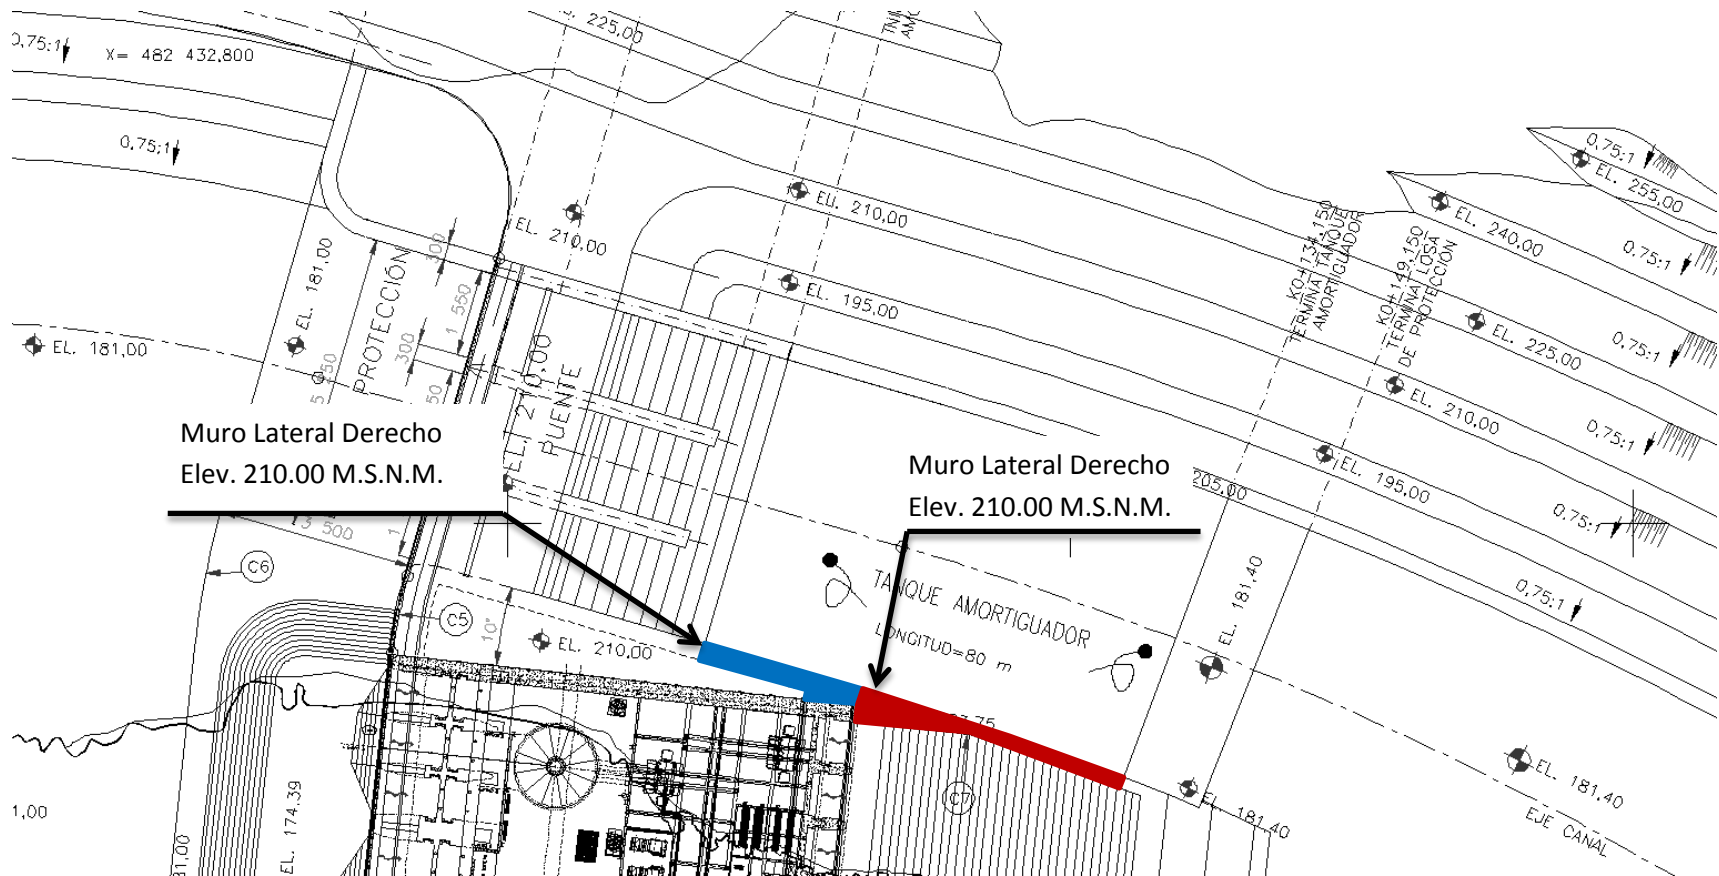 0,75:1
X= 482 432,800
225,00
0,75:1
EL. 181,00
EL. 181,00
PROTECCIÓN
300
1 550
300
EL. 210,00
EL. 210,00
EL. 195,00
EL. 210,00
PUENTE
Muro Lateral Derecho
Elev. 210.00 M.S.N.M.
Muro Lateral Derecho
Elev. 210.00 M.S.N.M.
K0+134,150
TERMINA TANQUE
AMORTIGUADOR
K0+149,150
TERMINA LOSA
DE PROTECCIÓN
0,75:1
EL. 255,00
EL. 240,00
0,75:1
EL. 225,00
0,75:1
EL. 210,00
0,75:1
EL. 195,00
0,75:1
205,00
0,75:1
3 500
C6
C5
10°
EL. 210,00
TANQUE AMORTIGUADOR
LONGITUD=80 m
EL. 181,40
C7
EL. 181,40
EL. 181,40
EJE CANAL
EL. 174.39
1,00